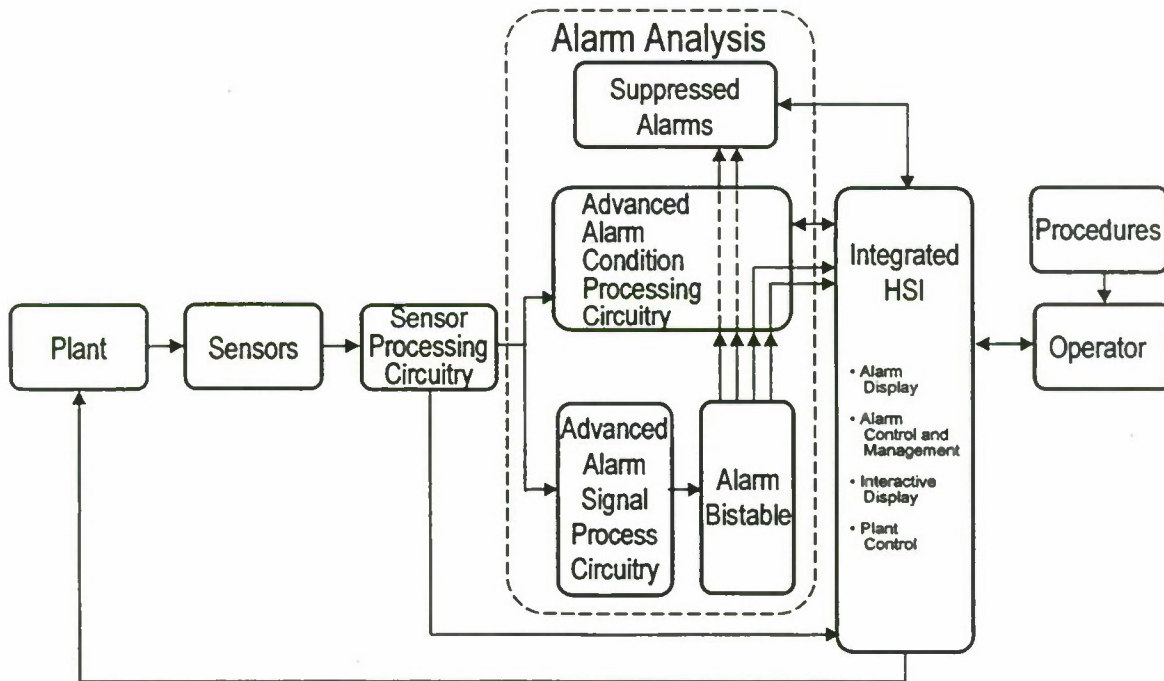 Alarm Analysis
Suppressed
Alarms
Advanced
Alarm
Condition
Processing
Circuitry
Integrated
HSI
• Alarm
Display
• Alarm
Control and
Management
• Interactive
Display
• Plant
Control
Procedures
Operator
Plant
Sensors
Sensor
Processing
Circuitry
Advanced
Alarm
Signal
Process
Circuitry
Alarm
Bistable